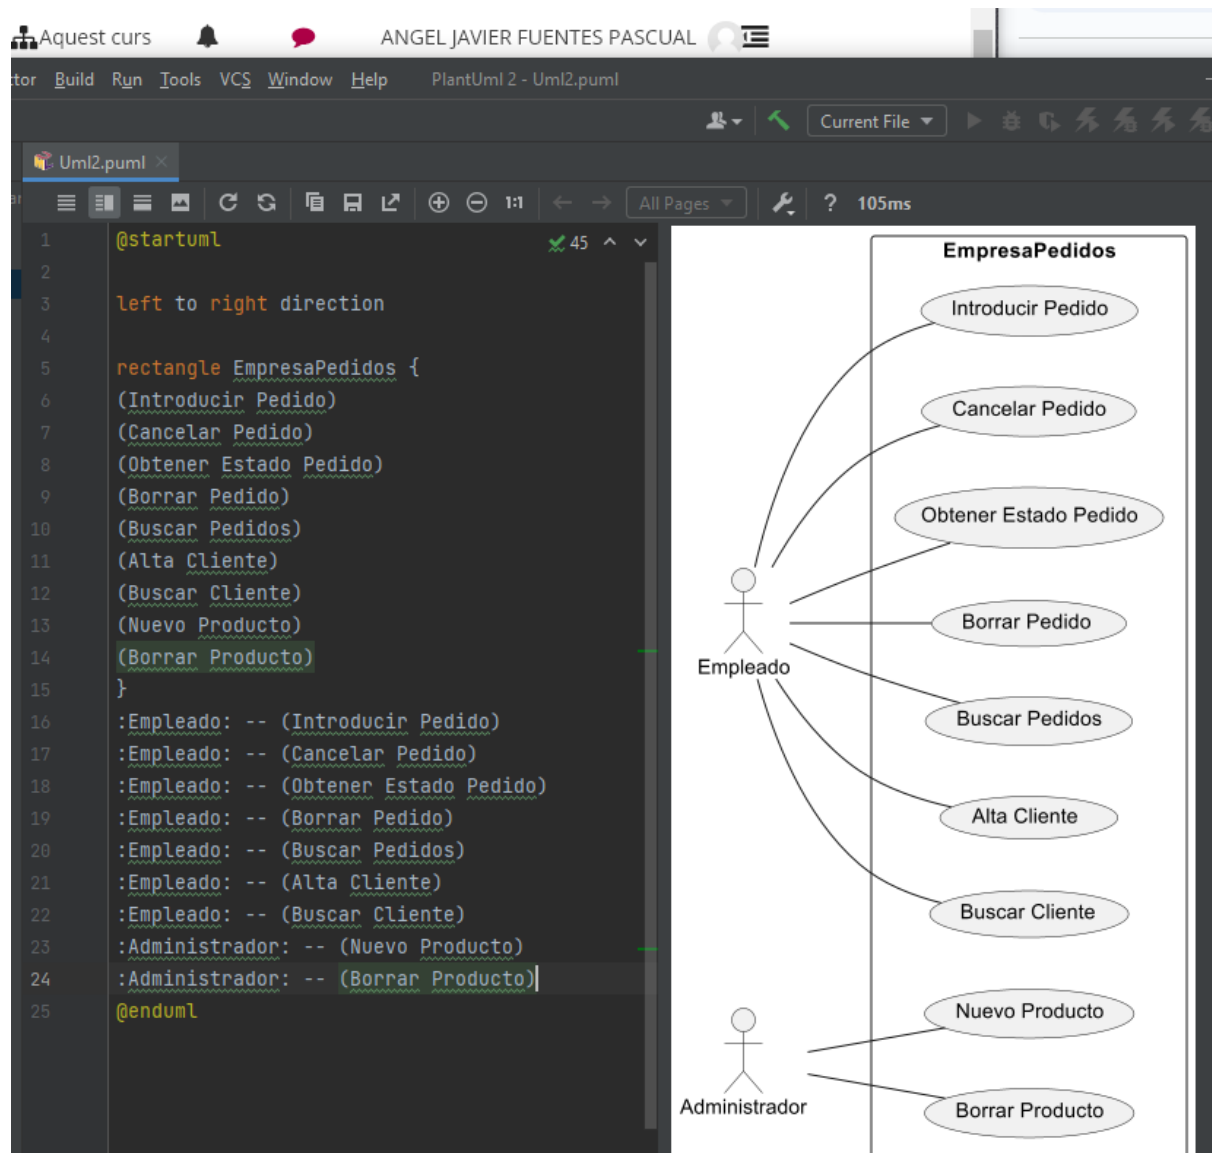 Aquest curs ANGEL JAVIER FUENTES PASCUAL
ctor Build Run Tools VCS Window Help PlantUml 2 - Uml2.puml
Current File
Uml2.puml
1:1 All Pages ? 105ms
1 @startuml 45
2
3 left to right direction
4
5 rectangle EmpresaPedidos {
6 (Introducir Pedido)
7 (Cancelar Pedido)
8 (Obtener Estado Pedido)
9 (Borrar Pedido)
10 (Buscar Pedidos)
11 (Alta Cliente)
12 (Buscar Cliente)
13 (Nuevo Producto)
14 (Borrar Producto)
15 }
16 :Empleado: -- (Introducir Pedido)
17 :Empleado: -- (Cancelar Pedido)
18 :Empleado: -- (Obtener Estado Pedido)
19 :Empleado: -- (Borrar Pedido)
20 :Empleado: -- (Buscar Pedidos)
21 :Empleado: -- (Alta Cliente)
22 :Empleado: -- (Buscar Cliente)
23 :Administrador: -- (Nuevo Producto)
24 :Administrador: -- (Borrar Producto)
25 @enduml
EmpresaPedidos
Introducir Pedido
Cancelar Pedido
Obtener Estado Pedido
Borrar Pedido
Empleado
Buscar Pedidos
Alta Cliente
Buscar Cliente
Nuevo Producto
Administrador
Borrar Producto